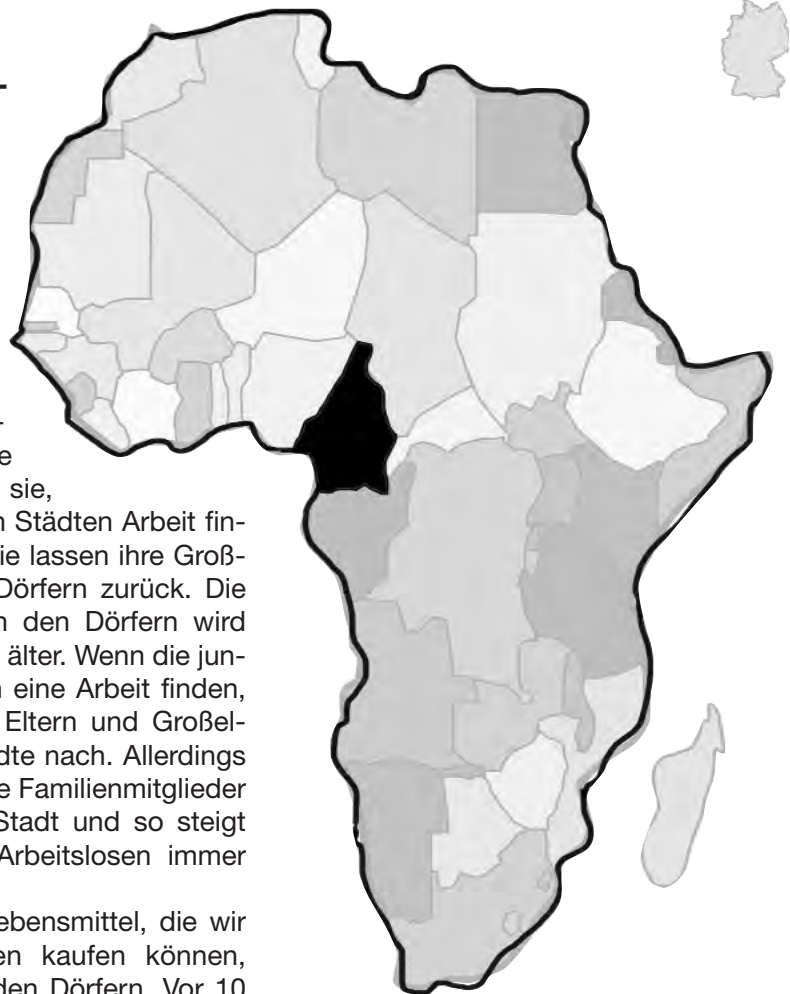 -
e
sie,
n Städten Arbeit fin-
ie lassen ihre Groß-
Dörfern zurück. Die
n den Dörfern wird
älter. Wenn die jun-
n eine Arbeit finden,
Eltern und Großel-
dte nach. Allerdings
e Familienmitglieder
Stadt und so steigt
Arbeitslosen immer
ebensmittel, die wir
en kaufen können,
den Dörfern. Vor 10